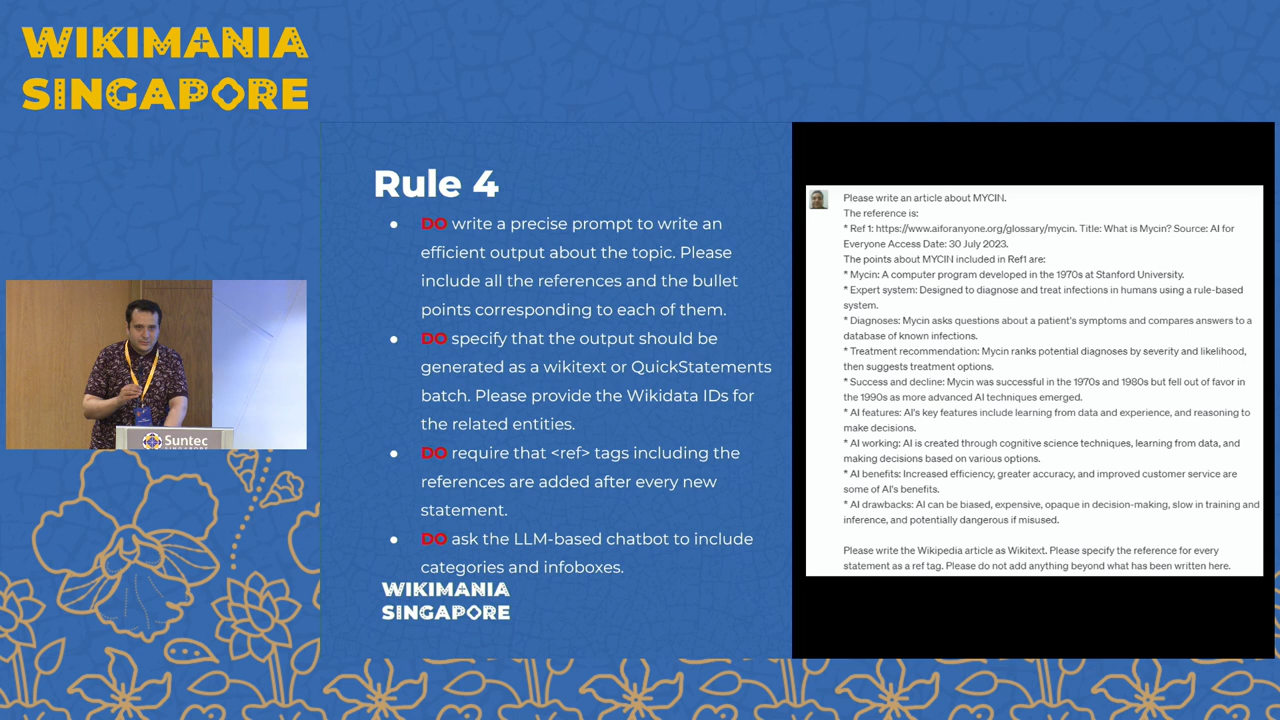 WIKIMANIA
SINGAPORE
Rule 4
● DO write a precise prompt to write an
efficient output about the topic. Please
include all the references and the bullet
points corresponding to each of them.
● DO specify that the output should be
generated as a wikitext or QuickStatements
batch. Please provide the Wikidata IDs for
the related entities.
● DO require that <ref> tags including the
references are added after every new
statement.
● DO ask the LLM-based chatbot to include
categories and infoboxes.
WIKIMANIA
SINGAPORE
Please write an article about MYCIN.
The reference is:
* Ref 1: https://www.aiforanyone.org/glossary/mycin. Title: What is Mycin? Source: AI for
Everyone Access Date: 30 July 2023.
The points about MYCIN included in Ref1 are:
* Mycin: A computer program developed in the 1970s at Stanford University.
* Expert system: Designed to diagnose and treat infections in humans using a rule-based
system.
* Diagnoses: Mycin asks questions about a patient's symptoms and compares answers to a
database of known infections.
* Treatment recommendation: Mycin ranks potential diagnoses by severity and likelihood,
then suggests treatment options.
* Success and decline: Mycin was successful in the 1970s and 1980s but fell out of favor in
the 1990s as more advanced AI techniques emerged.
* AI features: AI's key features include learning from data and experience, and reasoning to
make decisions.
* AI working: AI is created through cognitive science techniques, learning from data, and
making decisions based on various options.
* AI benefits: Increased efficiency, greater accuracy, and improved customer service are
some of AI's benefits.
* AI drawbacks: AI can be biased, expensive, opaque in decision-making, slow in training and
inference, and potentially dangerous if misused.
Please write the Wikipedia article as Wikitext. Please specify the reference for every
statement as a ref tag. Please do not add anything beyond what has been written here.
Suntec
SINGAPORE